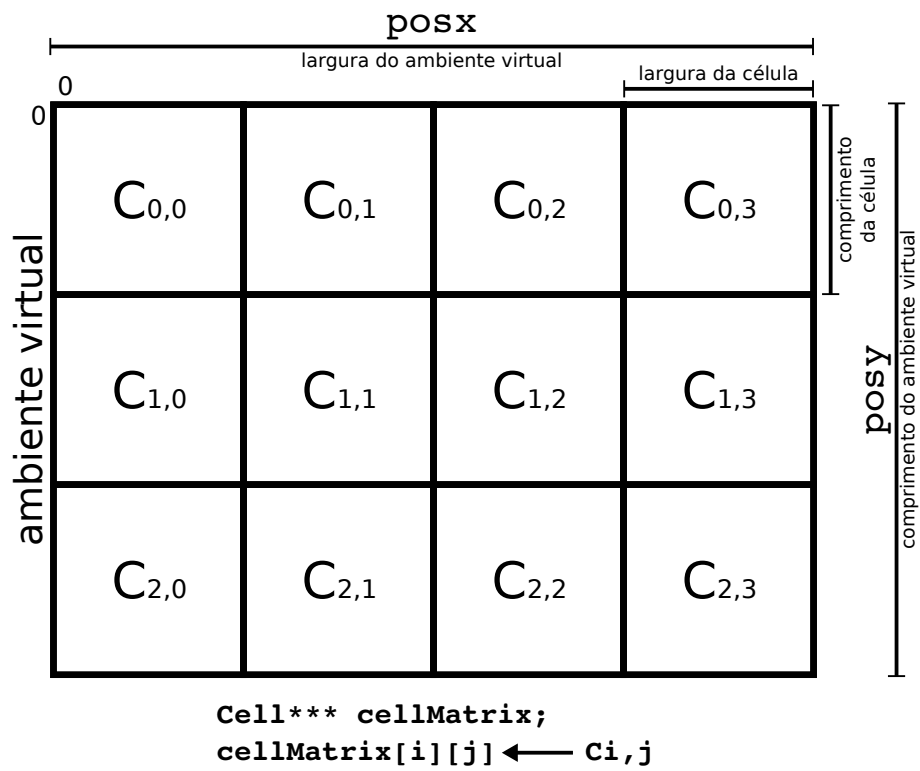 posx
largura do ambiente virtual
largura da célula
0
0
comprimento
da célula
C0,0 C0,1 C0,2 C0,3
ambiente virtual
C1,0 C1,1 C1,2 C1,3
posy
comprimento do ambiente virtual
C2,0 C2,1 C2,2 C2,3
Cell*** cellMatrix;
cellMatrix[i][j] Ci,j